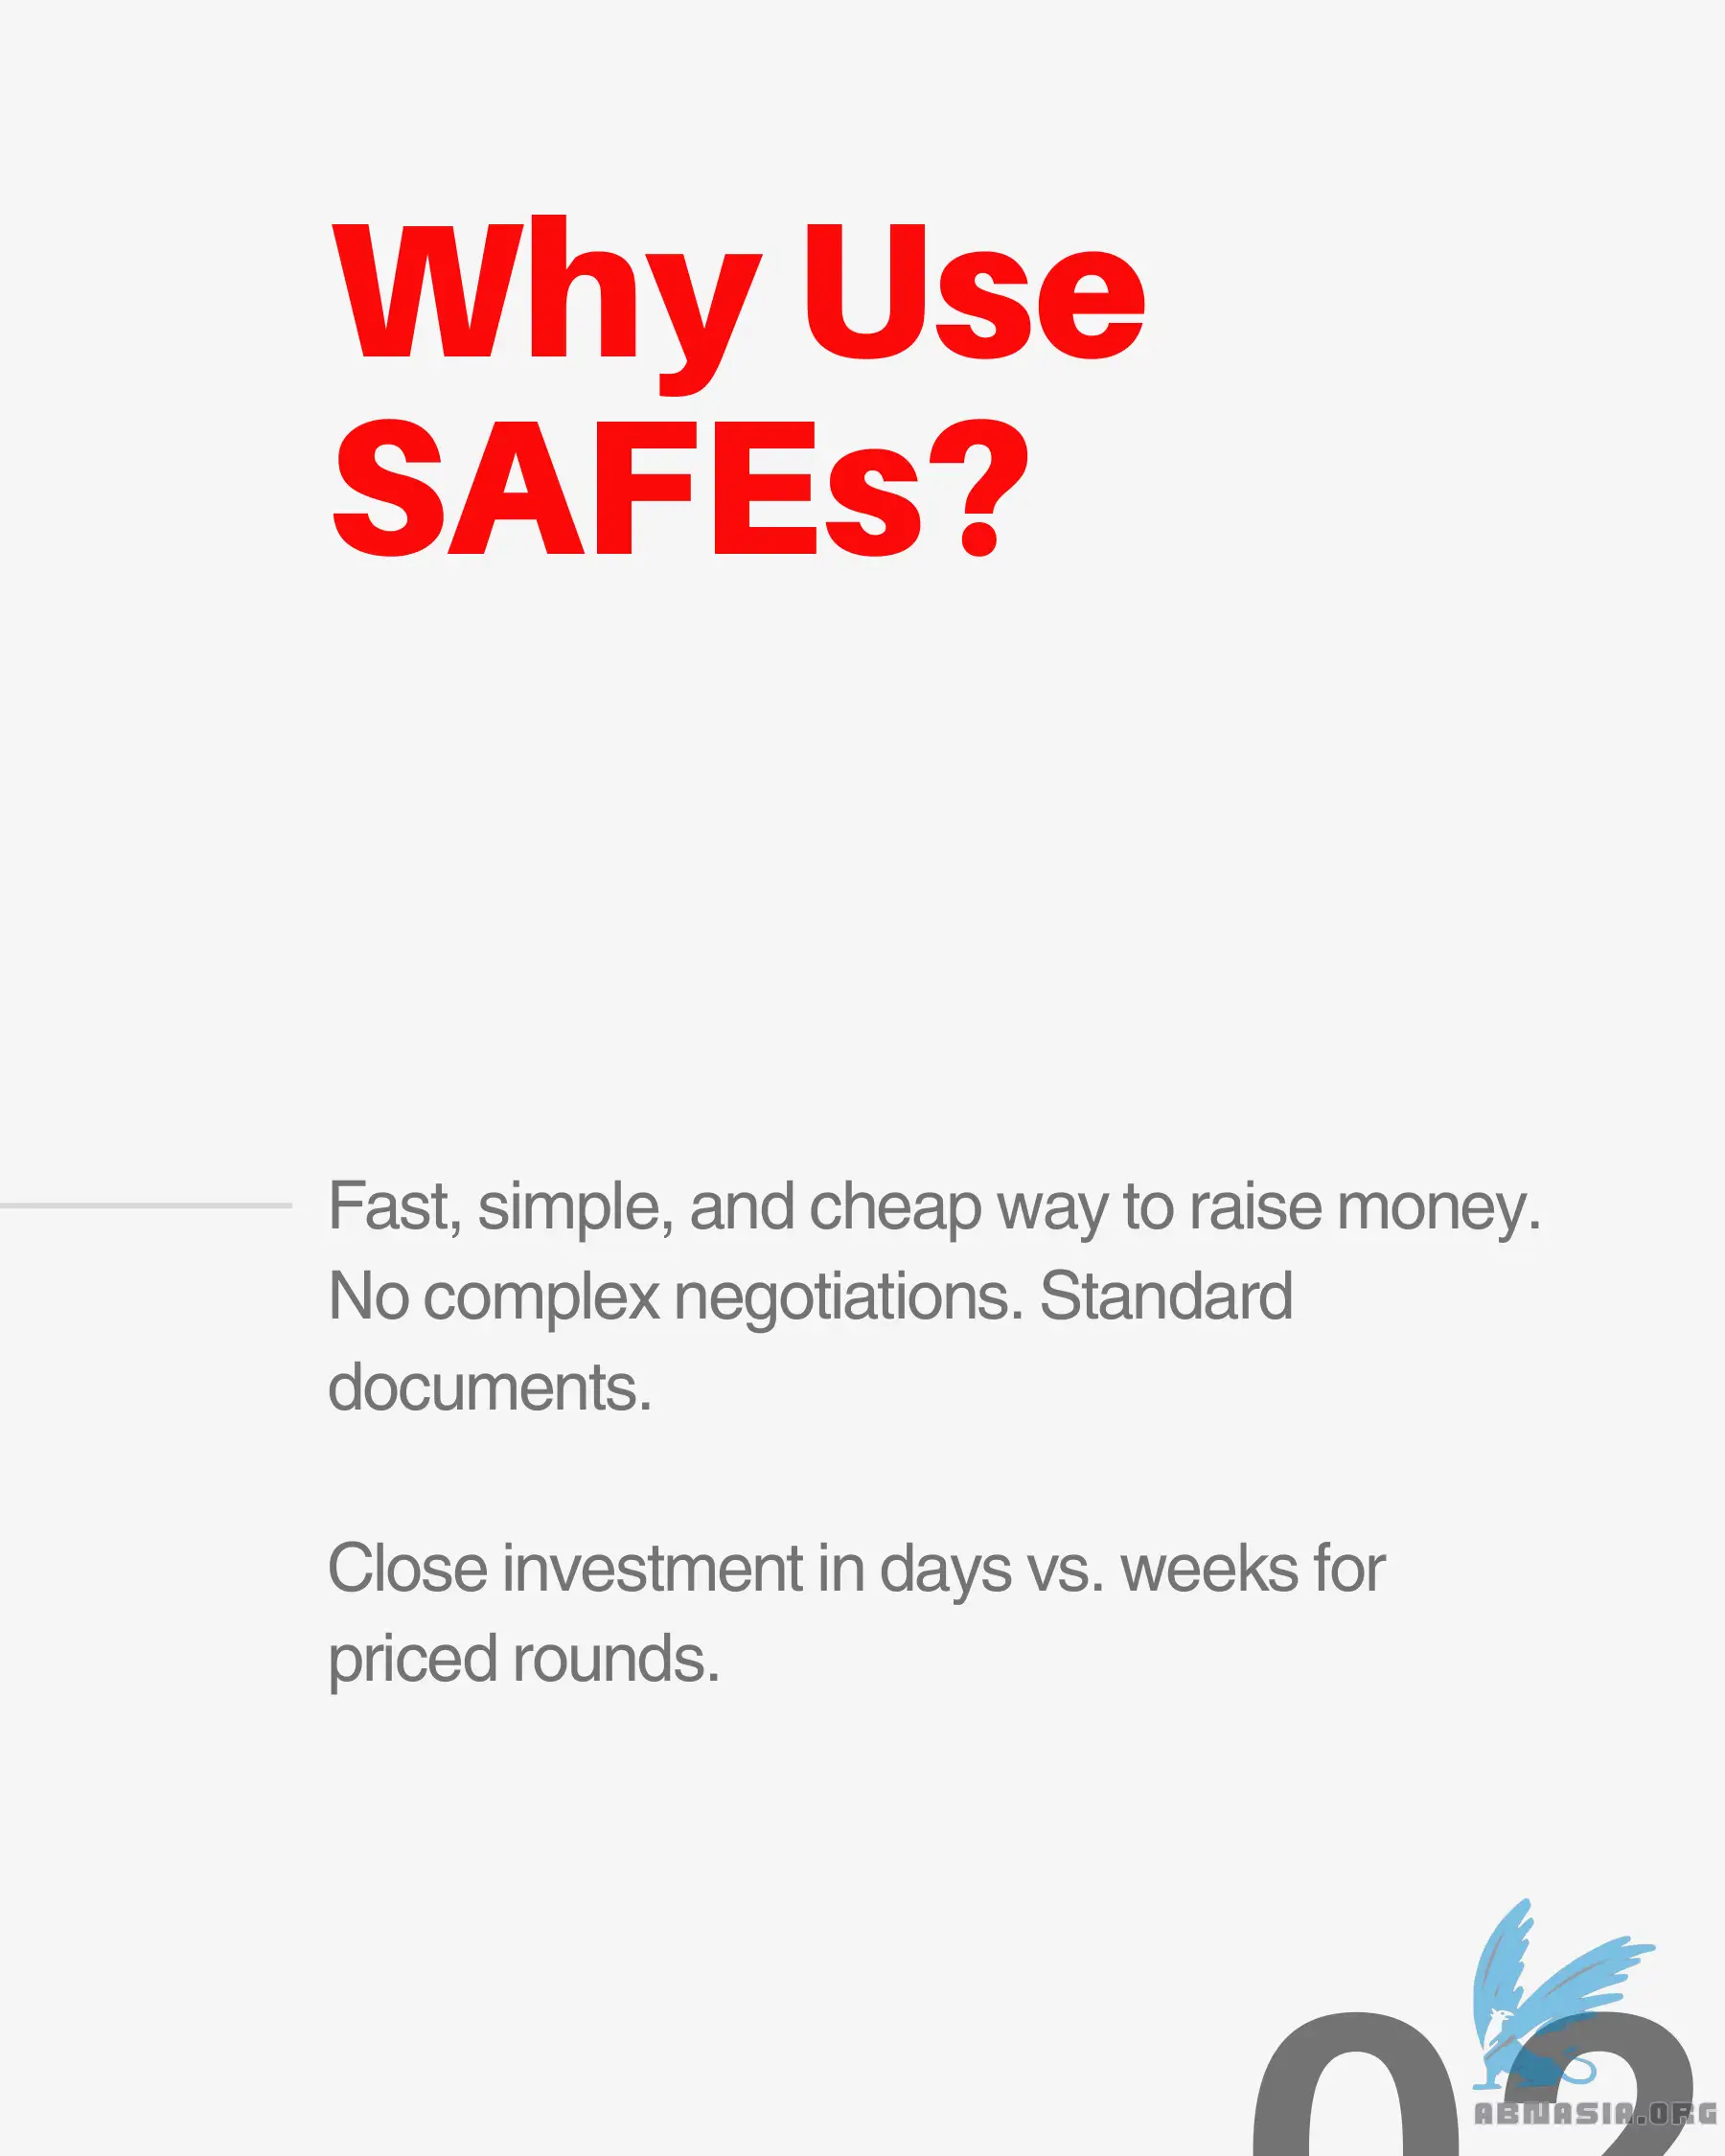 Why Use
SAFEs?
Fast, simple, and cheap way to raise money.
No complex negotiations. Standard
documents.
Close investment in days vs. weeks for
priced rounds.
ABNASIA.ORG